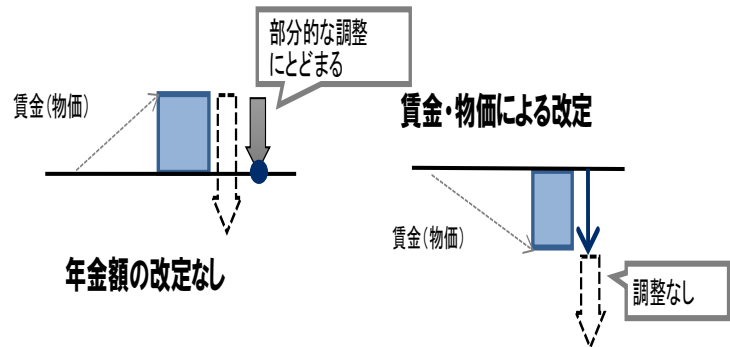 部分的な調整
にとどまる
賃金(物価)
年金額の改定なし
賃金・物価による改定
賃金(物価)
調整なし